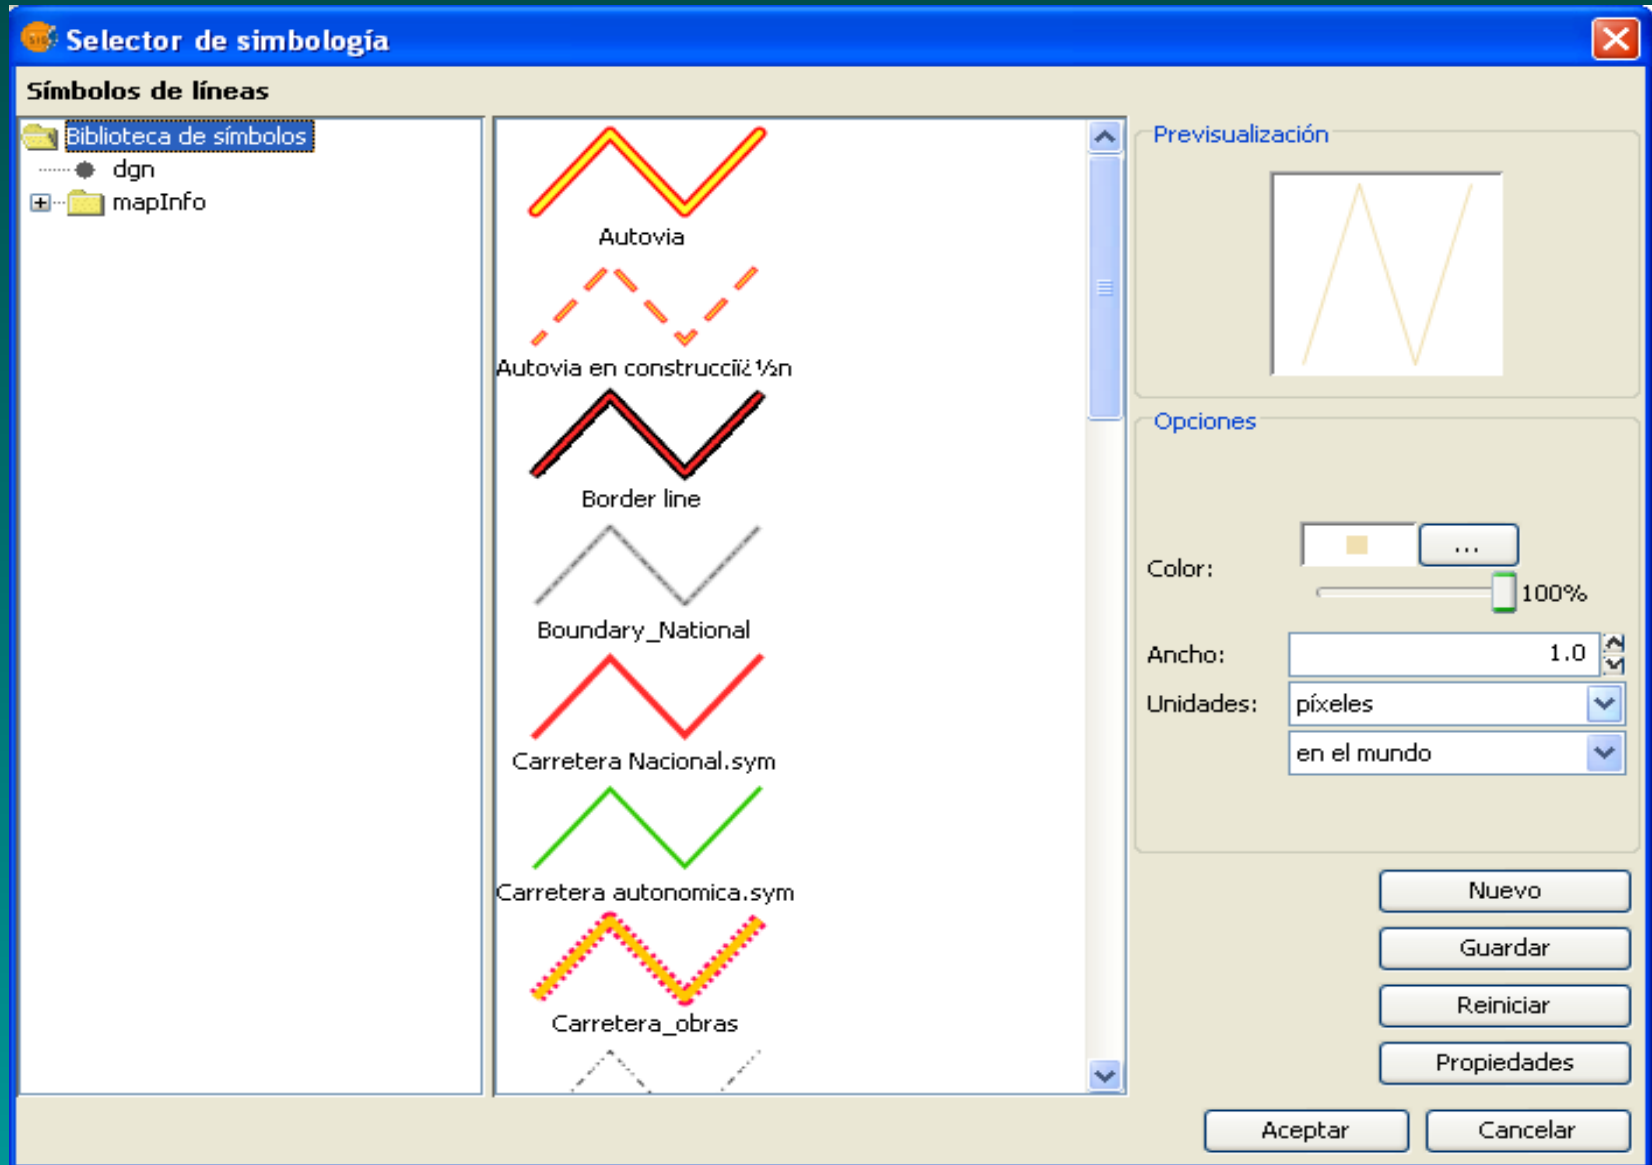 Selector de simbología
Símbolos de líneas
Biblioteca de símbolos
dgn
mapInfo
Autovia
Autovia en construcciï¿½n
Border line
Boundary_National
Carretera Nacional.sym
Carretera autonomica.sym
Carretera_obras
Previsualización
Opciones
Color:
...
100%
Ancho:
1.0
Unidades:
píxeles
en el mundo
Nuevo
Guardar
Reiniciar
Propiedades
Aceptar
Cancelar